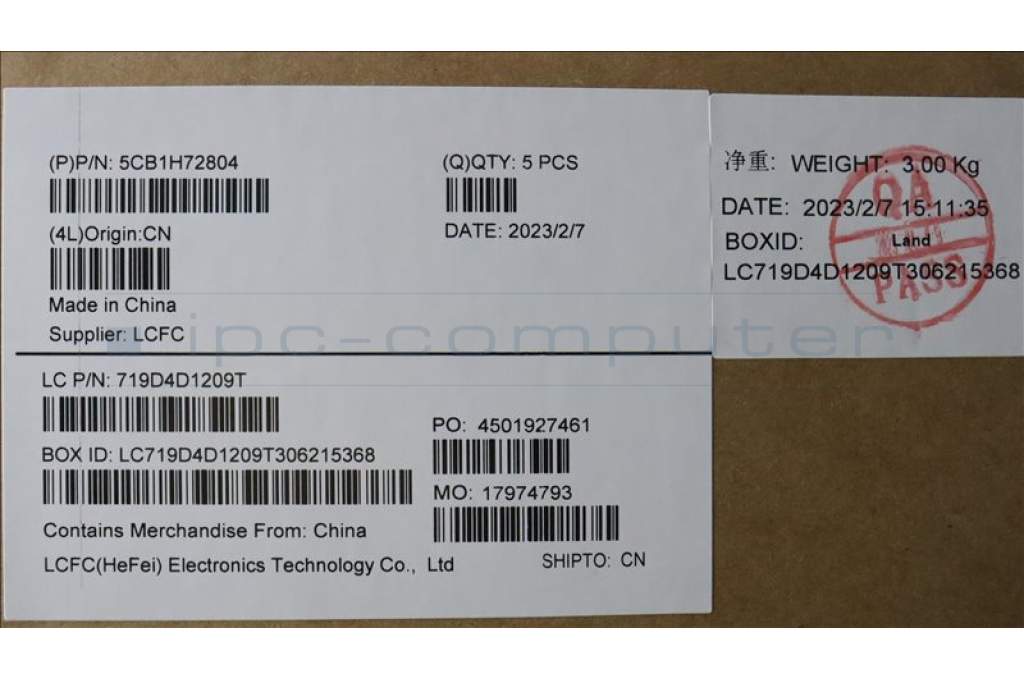 (P)P/N: 5CB1H72804
(Q)QTY: 5 PCS
(4L)Origin:CN
DATE: 2023/2/7
Made in China
Supplier: LCFC
LC P/N: 719D4D1209T
BOX ID: LC719D4D1209T306215368
PO: 4501927461
MO: 17974793
Contains Merchandise From: China
LCFC(HeFei) Electronics Technology Co., Ltd
SHIPTO: CN
净重: WEIGHT: 3.00 Kg
DATE: 2023/2/7 15:11:35
BOXID: Land
LC719D4D1209T306215368
QA
PASS
ipc-computer